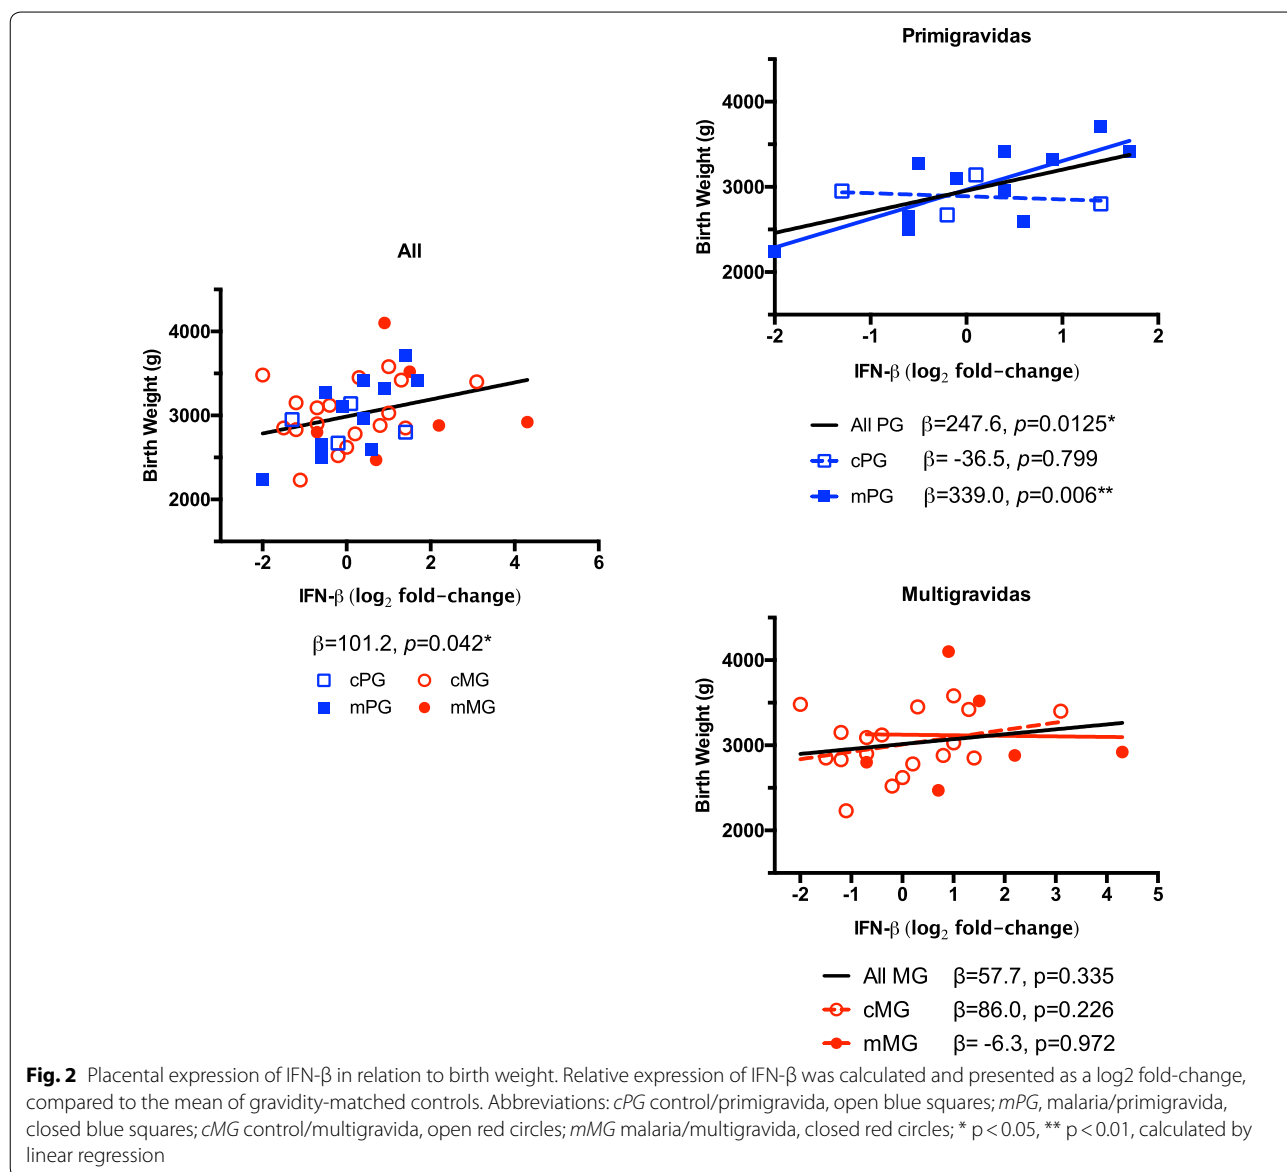 All
Birth Weight (g)
4000
3000
2000
-2 0 2 4 6
IFN-β (log2 fold-change)
β=101.2, p=0.042*
cPG cMG
mPG mMG
Primigravidas
Birth Weight (g)
4000
3000
2000
-2 -1 0 1 2
IFN-β (log2 fold-change)
All PG β=247.6, p=0.0125*
cPG β= -36.5, p=0.799
mPG β=339.0, p=0.006**
Multigravidas
Birth Weight (g)
4000
3000
2000
-2 -1 0 1 2 3 4 5
IFN-β (log2 fold-change)
All MG β=57.7, p=0.335
cMG β=86.0, p=0.226
mMG β= -6.3, p=0.972
Fig. 2 Placental expression of IFN-β in relation to birth weight. Relative expression of IFN-β was calculated and presented as a log2 fold-change,
compared to the mean of gravidity-matched controls. Abbreviations: cPG control/primigravida, open blue squares; mPG, malaria/primigravida,
closed blue squares; cMG control/multigravida, open red circles; mMG malaria/multigravida, closed red circles; * p < 0.05, ** p < 0.01, calculated by
linear regression